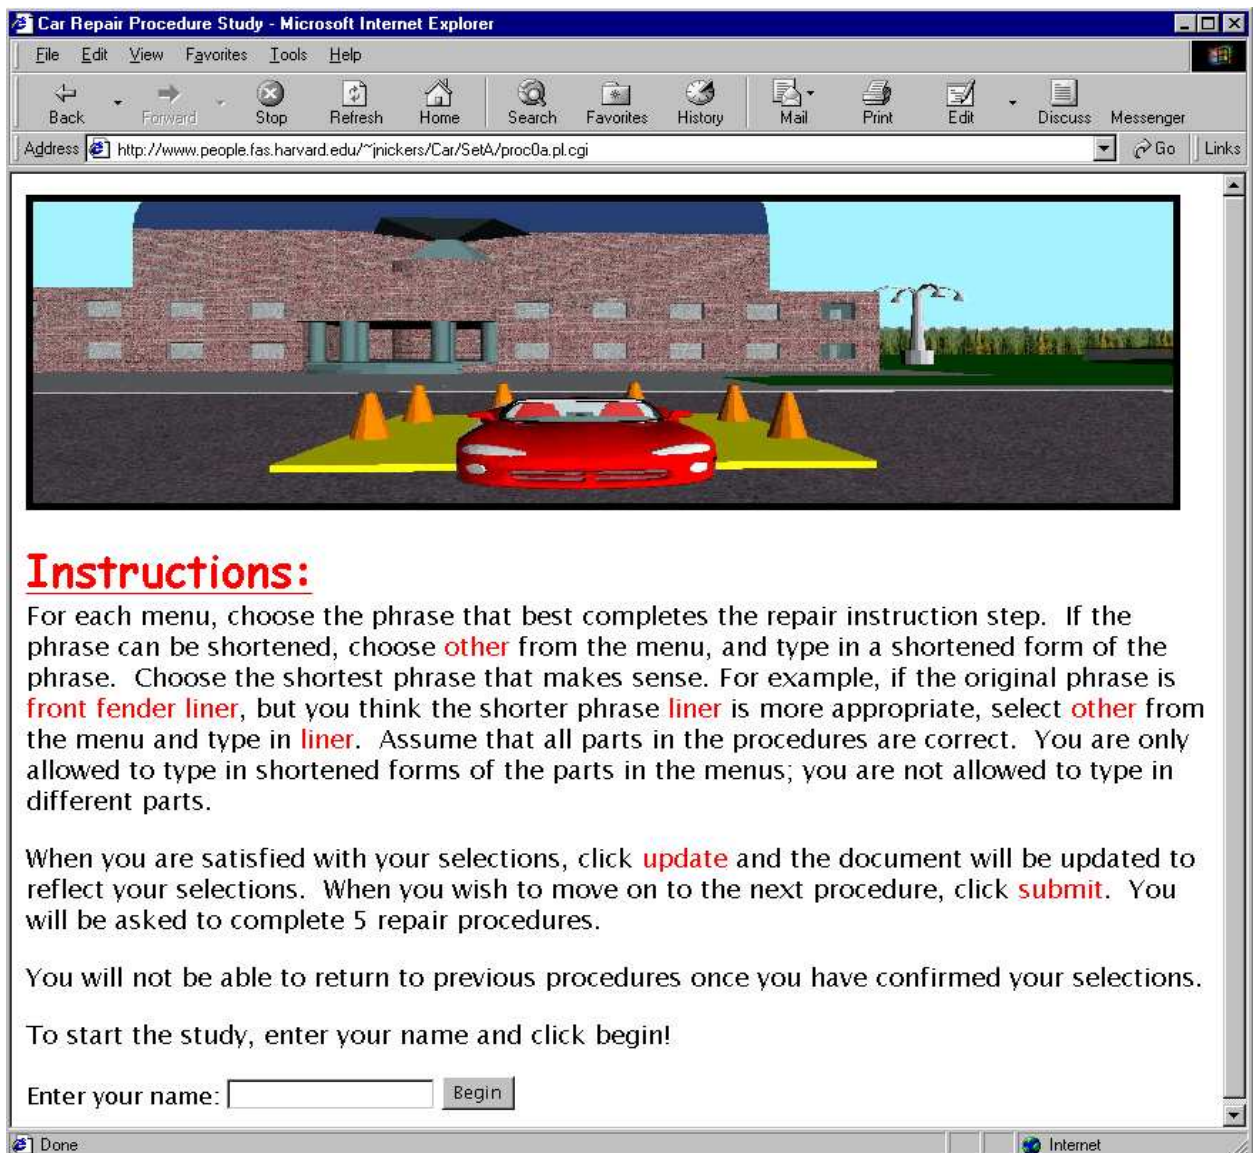 Car Repair Procedure Study - Microsoft Internet Explorer
File Edit View Favorites Tools Help
Back Forward Stop Refresh Home Search Favorites History Mail Print Edit Discuss Messenger
Address http://www.people.fas.harvard.edu/~jnickers/Car/SetA/proc0a.pl.cgi Go Links
Instructions:
For each menu, choose the phrase that best completes the repair instruction step. If the
phrase can be shortened, choose other from the menu, and type in a shortened form of the
phrase. Choose the shortest phrase that makes sense. For example, if the original phrase is
front fender liner, but you think the shorter phrase liner is more appropriate, select other from
the menu and type in liner. Assume that all parts in the procedures are correct. You are only
allowed to type in shortened forms of the parts in the menus; you are not allowed to type in
different parts.
When you are satisfied with your selections, click update and the document will be updated to
reflect your selections. When you wish to move on to the next procedure, click submit. You
will be asked to complete 5 repair procedures.
You will not be able to return to previous procedures once you have confirmed your selections.
To start the study, enter your name and click begin!
Enter your name: Begin
Done Internet